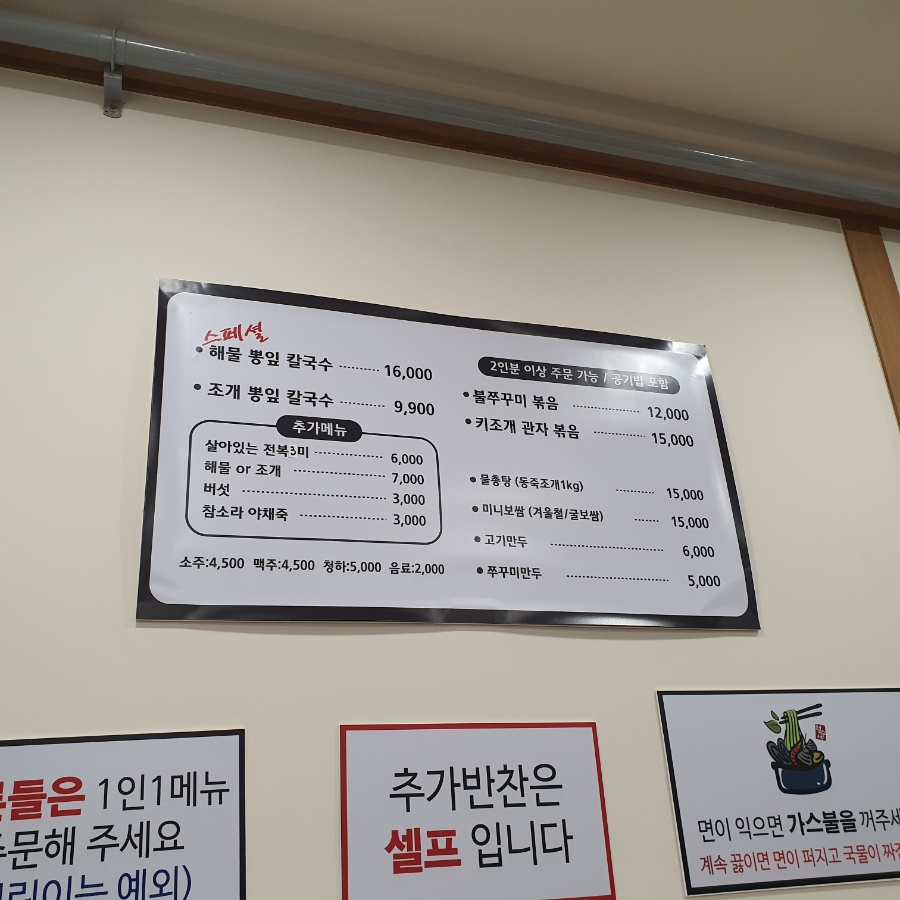 스페셜
• 해물 뽕잎 칼국수 ········ 16,000
• 조개 뽕잎 칼국수 ········ 9,900
추가메뉴
살아있는 전복3미 ········ 6,000
해물 or 조개 ········ 7,000
버섯 ········ 3,000
참소라 야채죽 ········ 3,000
소주:4,500 맥주:4,500 청하:5,000 음료:2,000
2인분 이상 주문 가능 / 공기밥 포함
• 불쭈꾸미 볶음 ········ 12,000
• 키조개 관자 볶음 ········ 15,000
• 물총탕 (동죽조개1kg) ········ 15,000
• 미니보쌈 (겨울철/굴보쌈) ········ 15,000
• 고기만두 ········ 6,000
• 쭈꾸미만두 ········ 5,000
들은 1인1메뉴
문해 주세요
린이는 예외)
추가반찬은
셀프 입니다
면이 익으면 가스불을 꺼주세
계속 끓이면 면이 퍼지고 국물이 짜